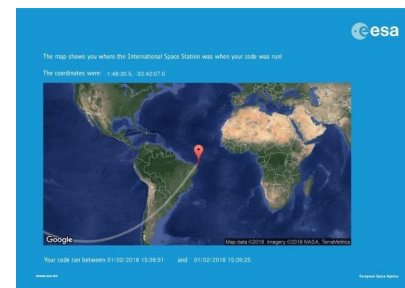 esa
The map shows you where the International Space Station was when your code was run!
The coordinates were: -1:48:30.5, -33:42:07.0
Google
Map data ©2018 Imagery ©2018 NASA, TerraMetrics
Your code ran between 01/02/2018 15:38:51 and 01/02/2018 15:39:25
www.esa.int
European Space Agency